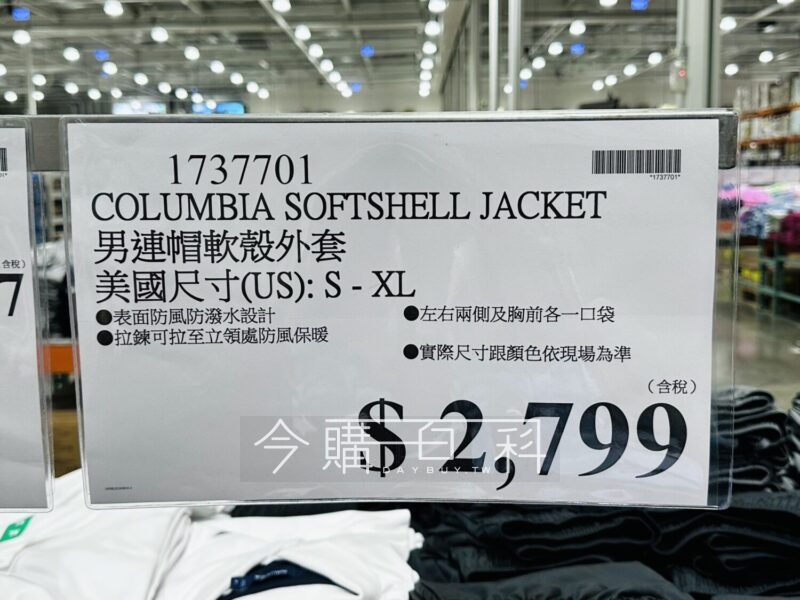 1737701
*1737701*
COLUMBIA SOFTSHELL JACKET
男連帽軟殼外套
美國尺寸(US): S - XL
●表面防風防潑水設計
●拉鍊可拉至立領處防風保暖
●左右兩側及胸前各一口袋
●實際尺寸跟顏色依現場為準
(含稅)
$ 2,799
今購百科
DAYBUY.TW
含稅)
7